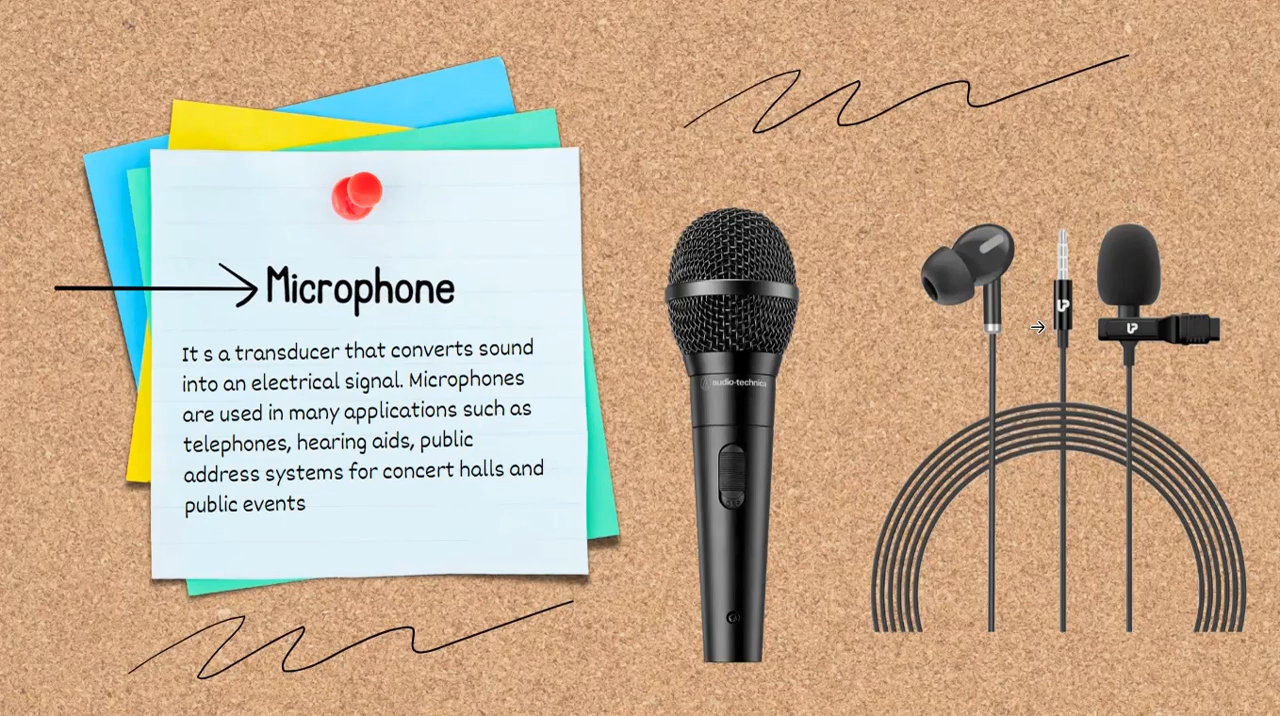 Microphone
It s a transducer that converts sound
into an electrical signal. Microphones
are used in many applications such as
telephones, hearing aids, public
address systems for concert halls and
public events
audio-technica